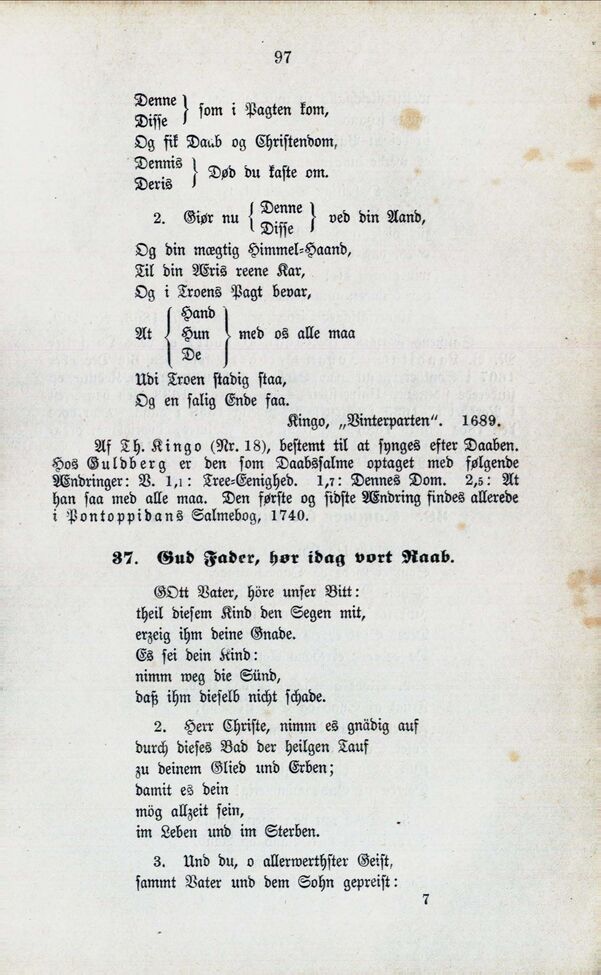 97
Denne } som i Pagten kom,
Disse
Og fik Daab og Christendom,
Dennis } Død du kaste om.
Deris
2. Giør nu { Denne } ved din Aand,
Disse
Og din mægtig Himmel-Haand,
Til din Æris reene Kar,
Og i Troens Pagt bevar,
Hand
At { Hun } med os alle maa
De
Udi Troen stadig staa,
Og en salig Ende faa.
Kingo, „Vinterparten“. 1689.
Af Th. Kingo (Nr. 18), bestemt til at synges efter Daaben.
Hos Guldberg er den som Daabssalme optaget med følgende
Ændringer: V. 1,1: Tree-Eenighed. 1,7: Dennes Dom. 2,5: At
han saa med alle maa. Den første og sidste Ændring findes allerede
i Pontoppidans Salmebog, 1740.
37. Gud Fader, hør idag vort Raab.
GOtt Vater, höre unser Bitt:
theil diesem Kind den Segen mit,
erzeig ihm deine Gnade.
Es sei dein Kind:
nimm weg die Sünd,
daß ihm dieselb nicht schade.
2. Herr Christe, nimm es gnädig auf
durch dieses Bad der heilgen Tauf
zu deinem Glied und Erben;
damit es dein
mög allzeit sein,
im Leben und im Sterben.
3. Und du, o allerwerthster Geist,
sammt Vater und dem Sohn gepreist:
7